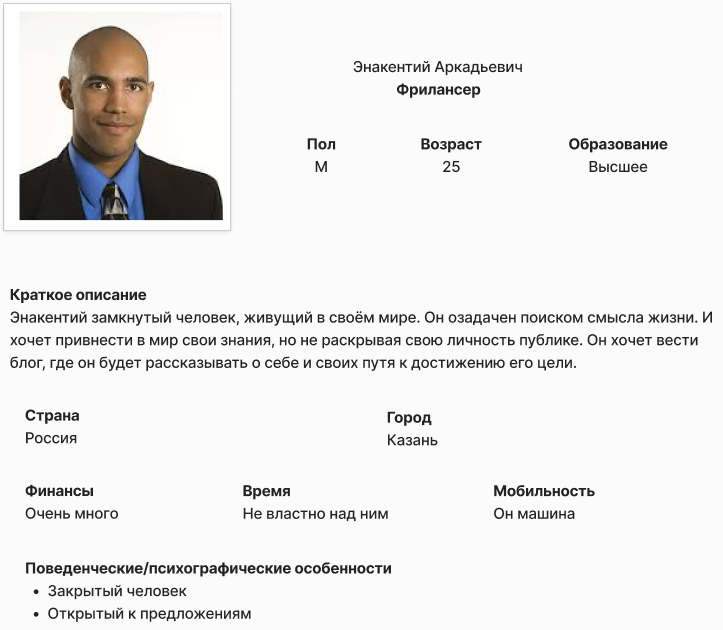 Энакентий Аркадьевич
Фрилансер
Пол Возраст Образование
М 25 Высшее
Краткое описание
Энакентий замкнутый человек, живущий в своём мире. Он озадачен поиском смысла жизни. И
хочет привнести в мир свои знания, но не раскрывая свою личность публике. Он хочет вести
блог, где он будет рассказывать о себе и своих путя к достижению его цели.
Страна Город
Россия Казань
Финансы Время Мобильность
Очень много Не властно над ним Он машина
Поведенческие/психографические особенности
• Закрытый человек
• Открытый к предложениям